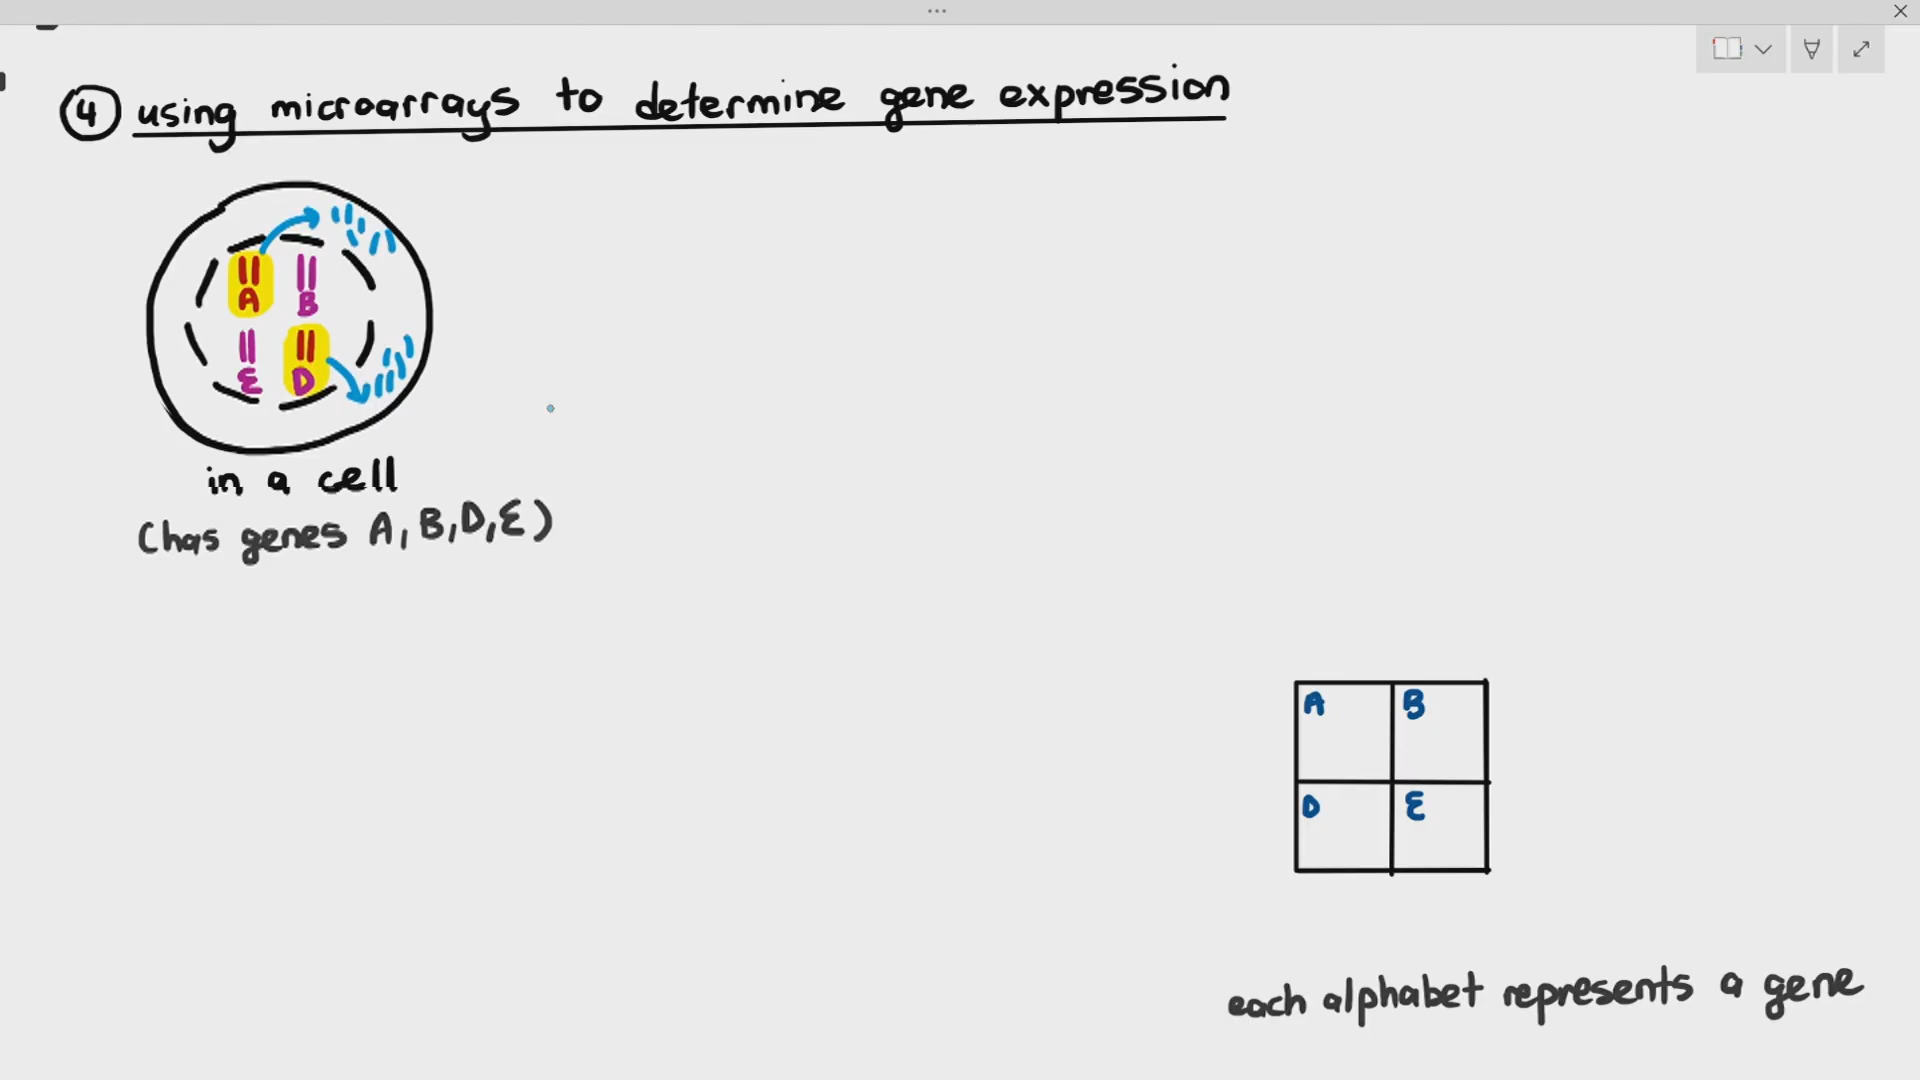 ④ using microarrays to determine gene expression
A B
E D
in a cell
(has genes A, B, D, E)
A B
D E
each alphabet represents a gene